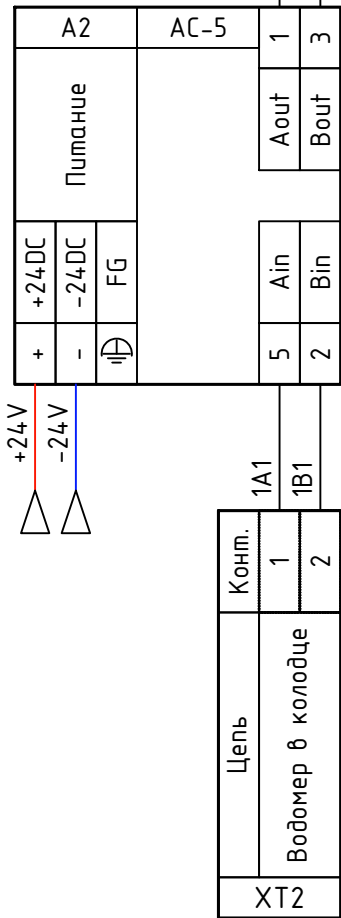 A2
AC-5
1
3
Питание
Aout
Bout
+24DC
-24DC
FG
Ain
Bin
+
-
5
2
+24V
-24V
1A1
1B1
Цепь
Конт.
Водомер в колодце
1
2
XT2